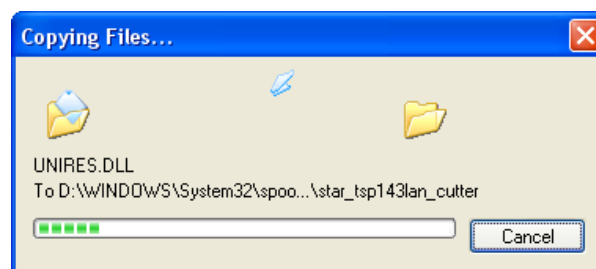 Copying Files...
UNIRES.DLL
To D:\WINDOWS\System32\spoo...\star_tsp143lan_cutter
Cancel